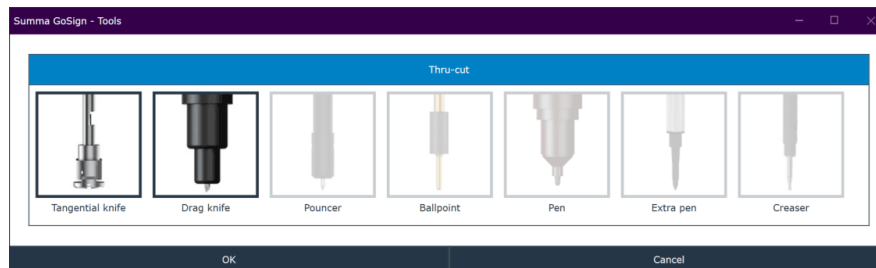 Summa GoSign - Tools
Thru-cut
Tangential knife Drag knife Pouncer Ballpoint Pen Extra pen Creaser
OK Cancel